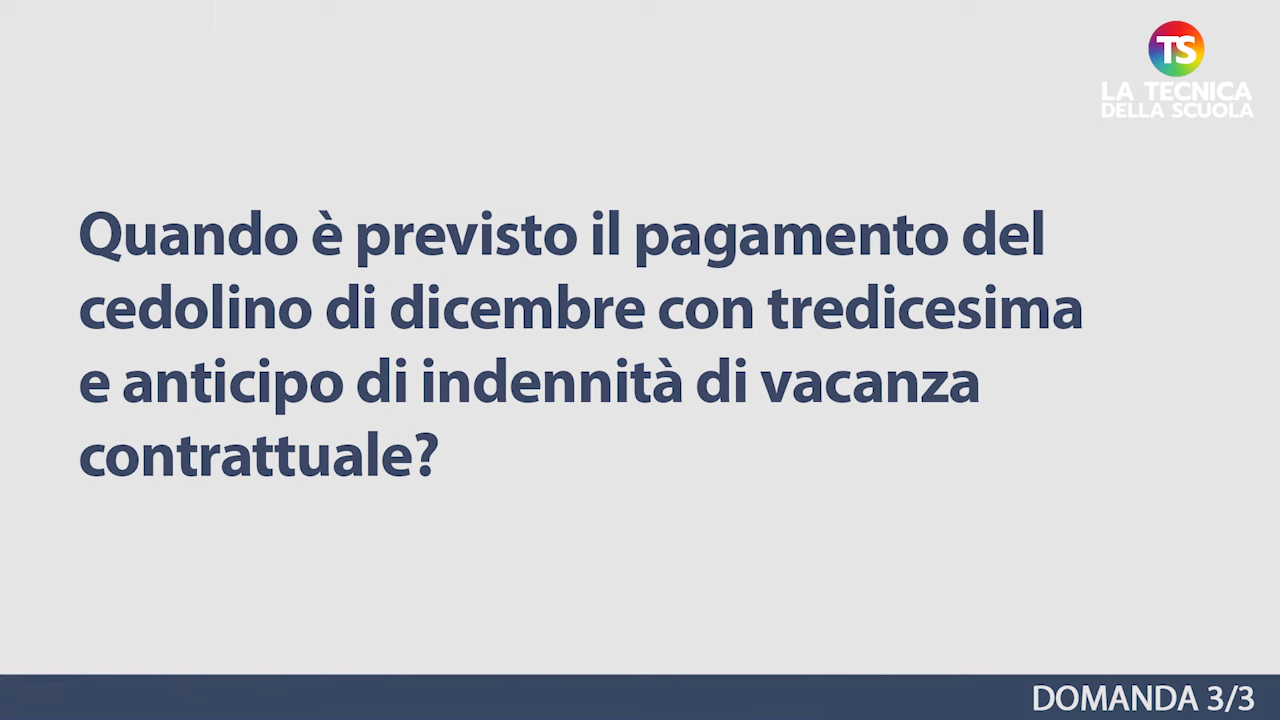 TS
LA TECNICA
DELLA SCUOLA
Quando è previsto il pagamento del
cedolino di dicembre con tredicesima
e anticipo di indennità di vacanza
contrattuale?
DOMANDA 3/3